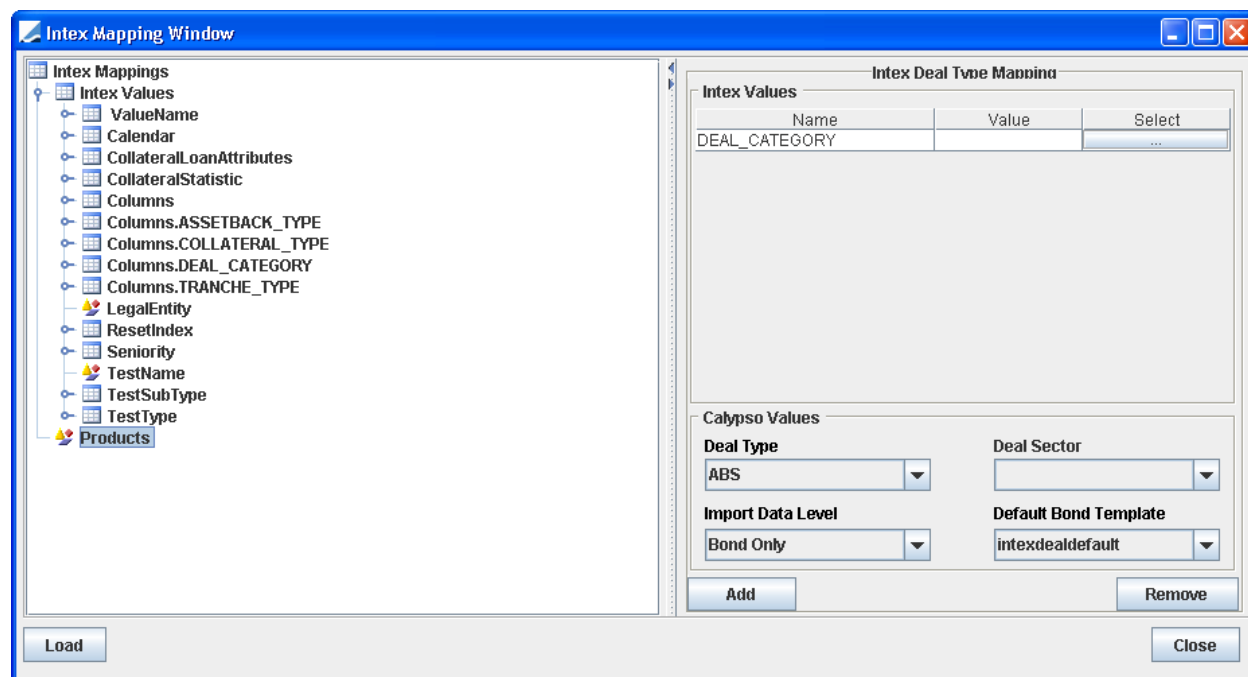 Intex Mapping Window
Intex Mappings
Intex Values
ValueName
Calendar
CollateralLoanAttributes
CollateralStatistic
Columns
Columns.ASSETBACK_TYPE
Columns.COLLATERAL_TYPE
Columns.DEAL_CATEGORY
Columns.TRANCHE_TYPE
LegalEntity
ResetIndex
Seniority
TestName
TestSubType
TestType
Products
Intex Deal Type Mapping
Intex Values
Name Value Select
DEAL_CATEGORY ...
Calypso Values
Deal Type Deal Sector
ABS
Import Data Level Default Bond Template
Bond Only intexdealdefault
Add Remove
Load Close